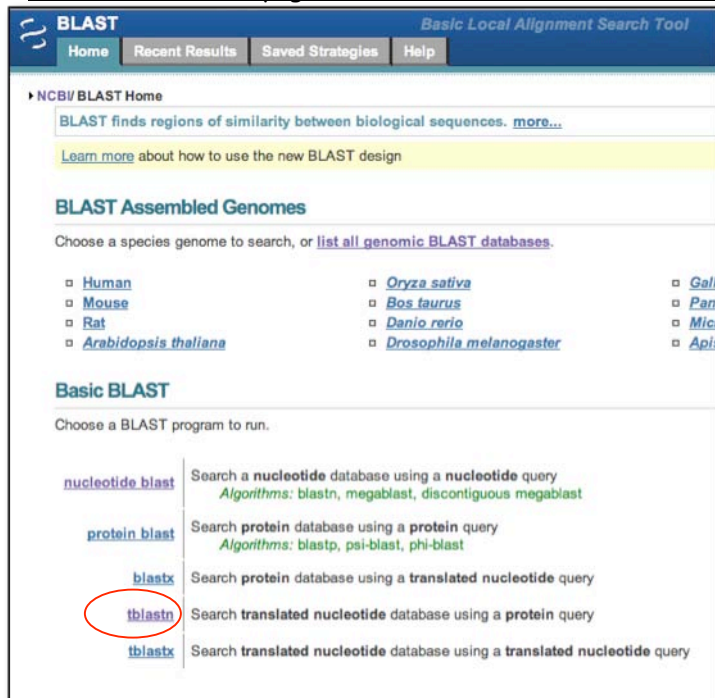 BLAST Basic Local Alignment Search Tool
Home Recent Results Saved Strategies Help
NCBI/ BLAST Home
BLAST finds regions of similarity between biological sequences. more...
Learn more about how to use the new BLAST design
BLAST Assembled Genomes
Choose a species genome to search, or list all genomic BLAST databases.
Human Oryza sativa Gall
Mouse Bos taurus Pan
Rat Danio rerio Mic
Arabidopsis thaliana Drosophila melanogaster Api
Basic BLAST
Choose a BLAST program to run.
nucleotide blast Search a nucleotide database using a nucleotide query
Algorithms: blastn, megablast, discontiguous megablast
protein blast Search protein database using a protein query
Algorithms: blastp, psi-blast, phi-blast
blastx Search protein database using a translated nucleotide query
tblastn Search translated nucleotide database using a protein query
tblastx Search translated nucleotide database using a translated nucleotide query